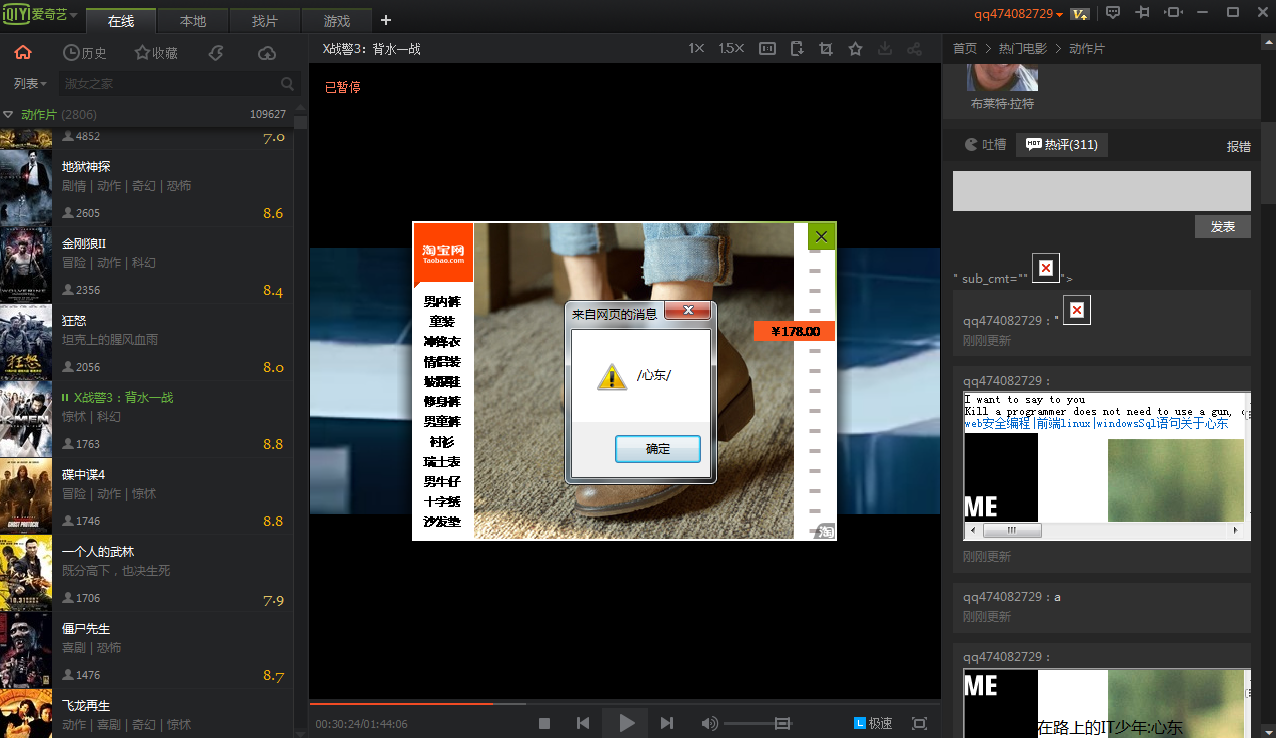 iQIYI 爱奇艺
在线 本地 找片 游戏 +
qq474082729
V
历史 收藏
列表 淑女之家
动作片 (2806) 109627
4852 7.0
地狱神探
剧情 | 动作 | 奇幻 | 恐怖
2605 8.6
金刚狼II
冒险 | 动作 | 科幻
2356 8.4
狂怒
坦克上的腥风血雨
2056 8.0
X战警3：背水一战
惊悚 | 科幻
1763 8.8
碟中谍4
冒险 | 动作 | 惊悚
1746 8.8
一个人的武林
既分高下，也决生死
1706 7.9
僵尸先生
喜剧 | 恐怖
1476 8.7
飞龙再生
动作 | 喜剧 | 奇幻 | 惊悚
X战警3：背水一战
1× 1.5×
已暂停
淘宝网
Taobao.com
男内裤
童装
冲锋衣
情侣装
坡跟鞋
修身裤
男童裤
衬衫
瑞士表
男牛仔
十字绣
沙发垫
￥178.00
淘
来自网页的消息
/心东/
确定
00:30:24/01:44:06
L 极速
首页 > 热门电影 > 动作片
布莱特·拉特
吐槽 HOT 热评(311) 报错
发表
" sub_cmt="" ">
qq474082729："
刚刚更新
qq474082729：
I want to say to you
Kill a programmer does not need to use a gun,
web安全编程|前端linux|windowsSql语句关于心东
ME
刚刚更新
qq474082729：a
刚刚更新
qq474082729：
ME
在路上的IT少年:心东